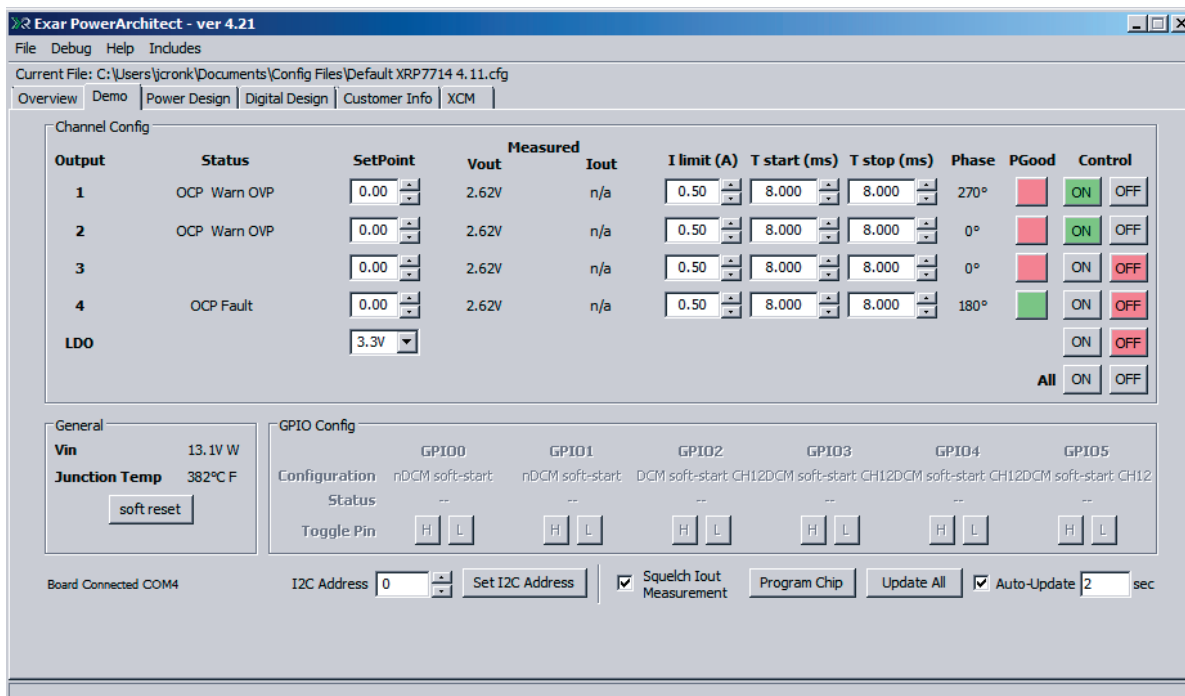 Exar PowerArchitect - ver 4.21
File Debug Help Includes
Current File: C:\Users\jcronk\Documents\Config Files\Default XRP7714 4.11.cfg
Overview Demo Power Design Digital Design Customer Info XCM
Channel Config
Measured
Output Status SetPoint Vout Iout I limit (A) T start (ms) T stop (ms) Phase PGood Control
1 OCP Warn OVP 0.00 2.62V n/a 0.50 8.000 8.000 270° ON OFF
2 OCP Warn OVP 0.00 2.62V n/a 0.50 8.000 8.000 0° ON OFF
3 0.00 2.62V n/a 0.50 8.000 8.000 0° ON OFF
4 OCP Fault 0.00 2.62V n/a 0.50 8.000 8.000 180° ON OFF
LDO 3.3V ON OFF
All ON OFF
General
Vin 13.1V W
Junction Temp 382°C F
soft reset
GPIO Config
GPIO0 GPIO1 GPIO2 GPIO3 GPIO4 GPIO5
Configuration nDCM soft-start nDCM soft-start DCM soft-start CH12DCM soft-start CH12DCM soft-start CH12DCM soft-start CH12
Status -- -- -- -- -- --
Toggle Pin H L H L H L H L H L H L
Board Connected COM4 I2C Address 0 Set I2C Address Squelch Iout Measurement Program Chip Update All Auto-Update 2 sec